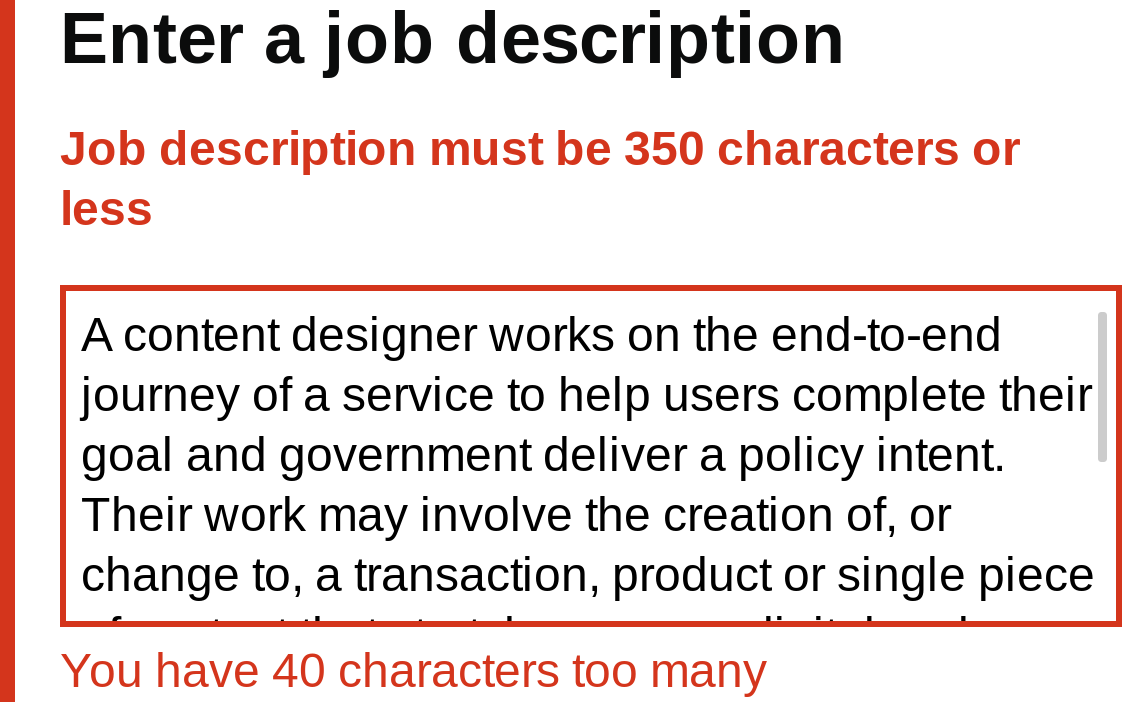 Enter a job description
Job description must be 350 characters or
less
A content designer works on the end-to-end
journey of a service to help users complete their
goal and government deliver a policy intent.
Their work may involve the creation of, or
change to, a transaction, product or single piece
You have 40 characters too many